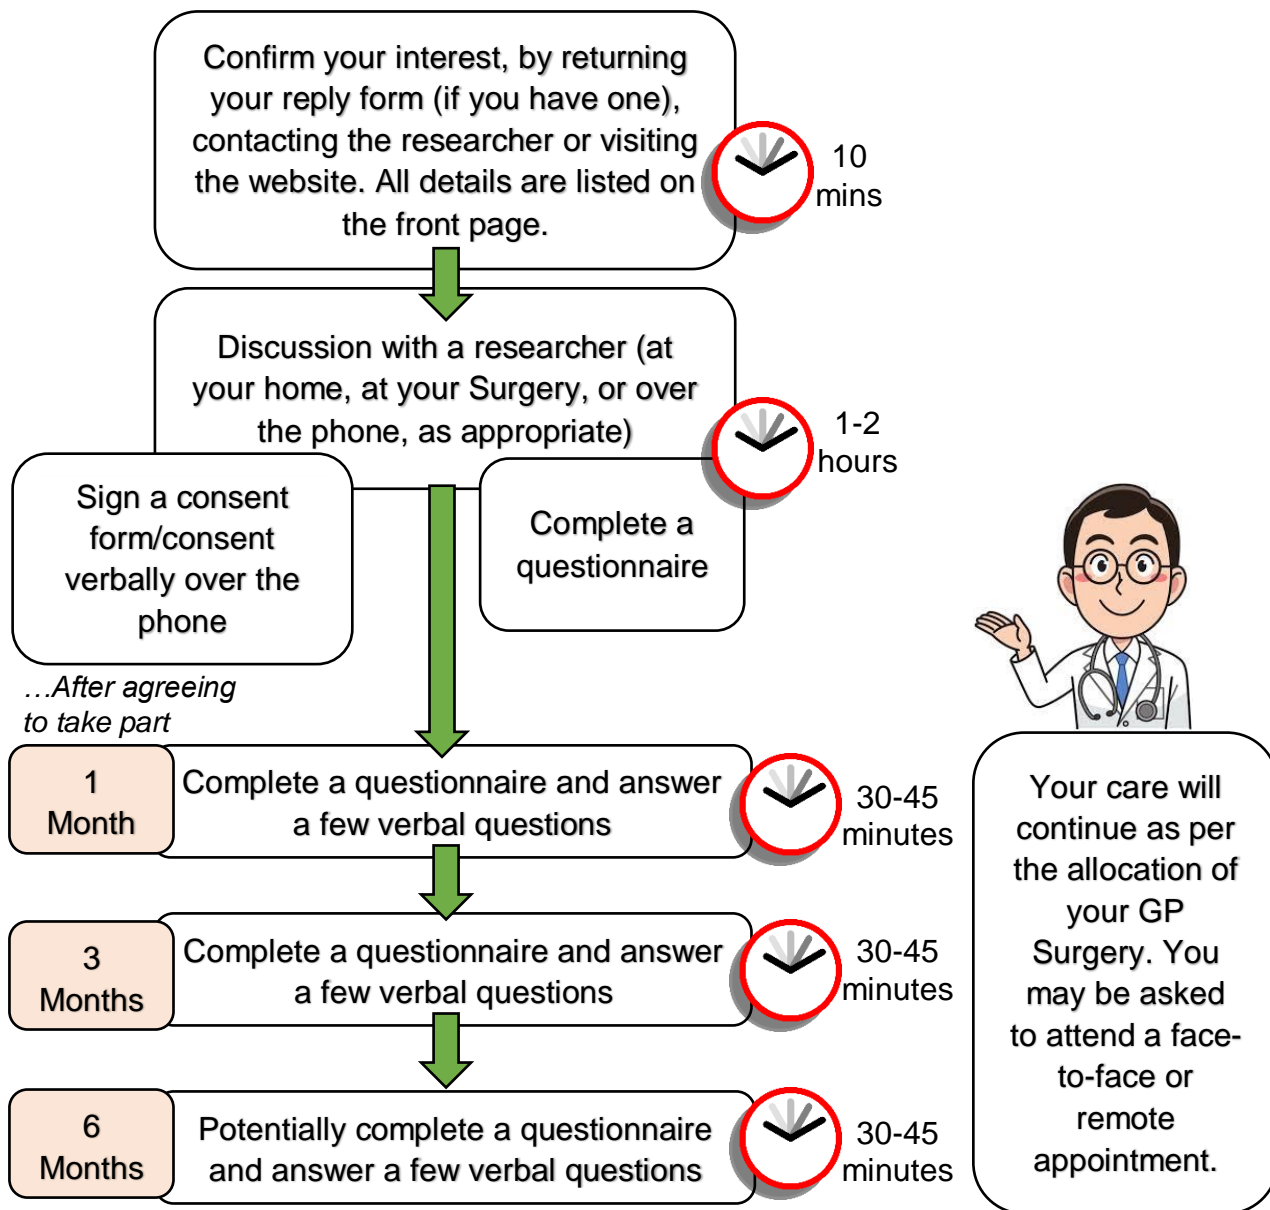 Confirm your interest, by returning
your reply form (if you have one),
contacting the researcher or visiting
the website. All details are listed on
the front page.
10
mins
Discussion with a researcher (at
your home, at your Surgery, or over
the phone, as appropriate)
1-2
hours
Sign a consent
form/consent
verbally over the
phone
Complete a
questionnaire
…After agreeing
to take part
1
Month
Complete a questionnaire and answer
a few verbal questions
30-45
minutes
3
Months
Complete a questionnaire and answer
a few verbal questions
30-45
minutes
6
Months
Potentially complete a questionnaire
and answer a few verbal questions
30-45
minutes
Your care will
continue as per
the allocation of
your GP
Surgery. You
may be asked
to attend a face-
to-face or
remote
appointment.